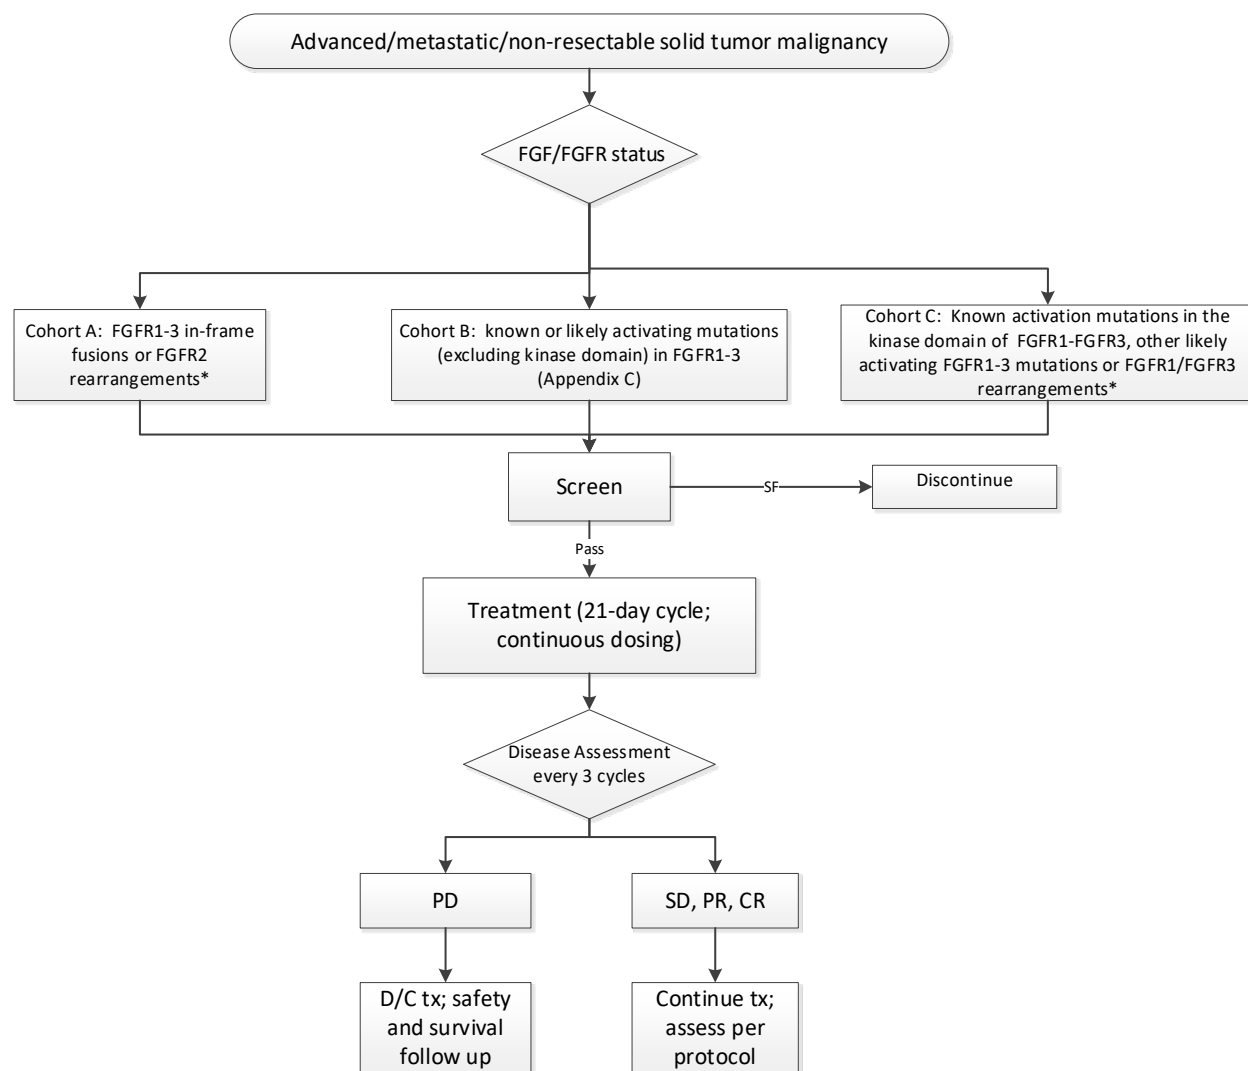 Advanced/metastatic/non-resectable solid tumor malignancy
FGF/FGFR status
Cohort A:  FGFR1-3 in-frame
fusions or FGFR2
rearrangements*
Cohort B:  known or likely activating mutations
(excluding kinase domain) in FGFR1-3
(Appendix C)
Cohort C:  Known activation mutations in the
kinase domain of  FGFR1-FGFR3, other likely
activating FGFR1-3 mutations or FGFR1/FGFR3
rearrangements*
Screen
SF
Discontinue
Pass
Treatment (21-day cycle;
continuous dosing)
Disease Assessment
every 3 cycles
PD
SD, PR, CR
D/C tx; safety
and survival
follow up
Continue tx;
assess per
protocol